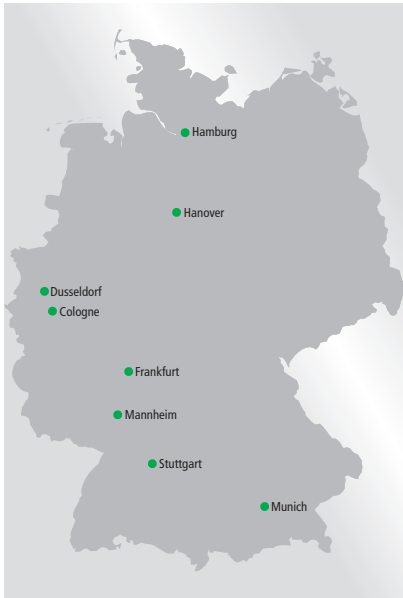 Hamburg
Hanover
Dusseldorf
Cologne
Frankfurt
Mannheim
Stuttgart
Munich